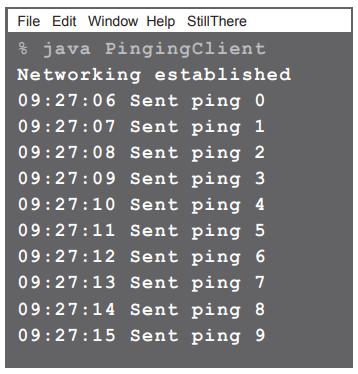 File Edit Window Help StillThere
% java PingingClient
Networking established
09:27:06 Sent ping 0
09:27:07 Sent ping 1
09:27:08 Sent ping 2
09:27:09 Sent ping 3
09:27:10 Sent ping 4
09:27:11 Sent ping 5
09:27:12 Sent ping 6
09:27:13 Sent ping 7
09:27:14 Sent ping 8
09:27:15 Sent ping 9